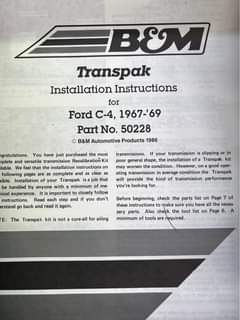 B&M
Transpak
Installation Instructions
for
Ford C-4, 1967-'69
Part No. 50228
© B&M Automotive Products 1988
ngratulations. You have just purchased the most
plete and versatile transmission Recalibration Kit
ilable. We feel that the installation instructions on
following pages are as complete and as clear as
sible. Installation of your Transpak is a job that
be handled by anyone with a minimum of me-
nical experience. It is important to closely follow
instructions. Read each step and if you don't
erstand go back and read it again.
TE: The Transpak kit is not a cure-all for ailing
transmissions. If your transmission is slipping or in
poor general shape, the installation of a Transpak kit
may worsen the condition. However, on a good oper-
ating transmission in average condition the Transpak
will provide the kind of transmission performance
you're looking for.
Before beginning, check the parts list on Page 7 of
these instructions to make sure you have all the neces-
sary parts. Also check the tool list on Page 6. A
minimum of tools are required.